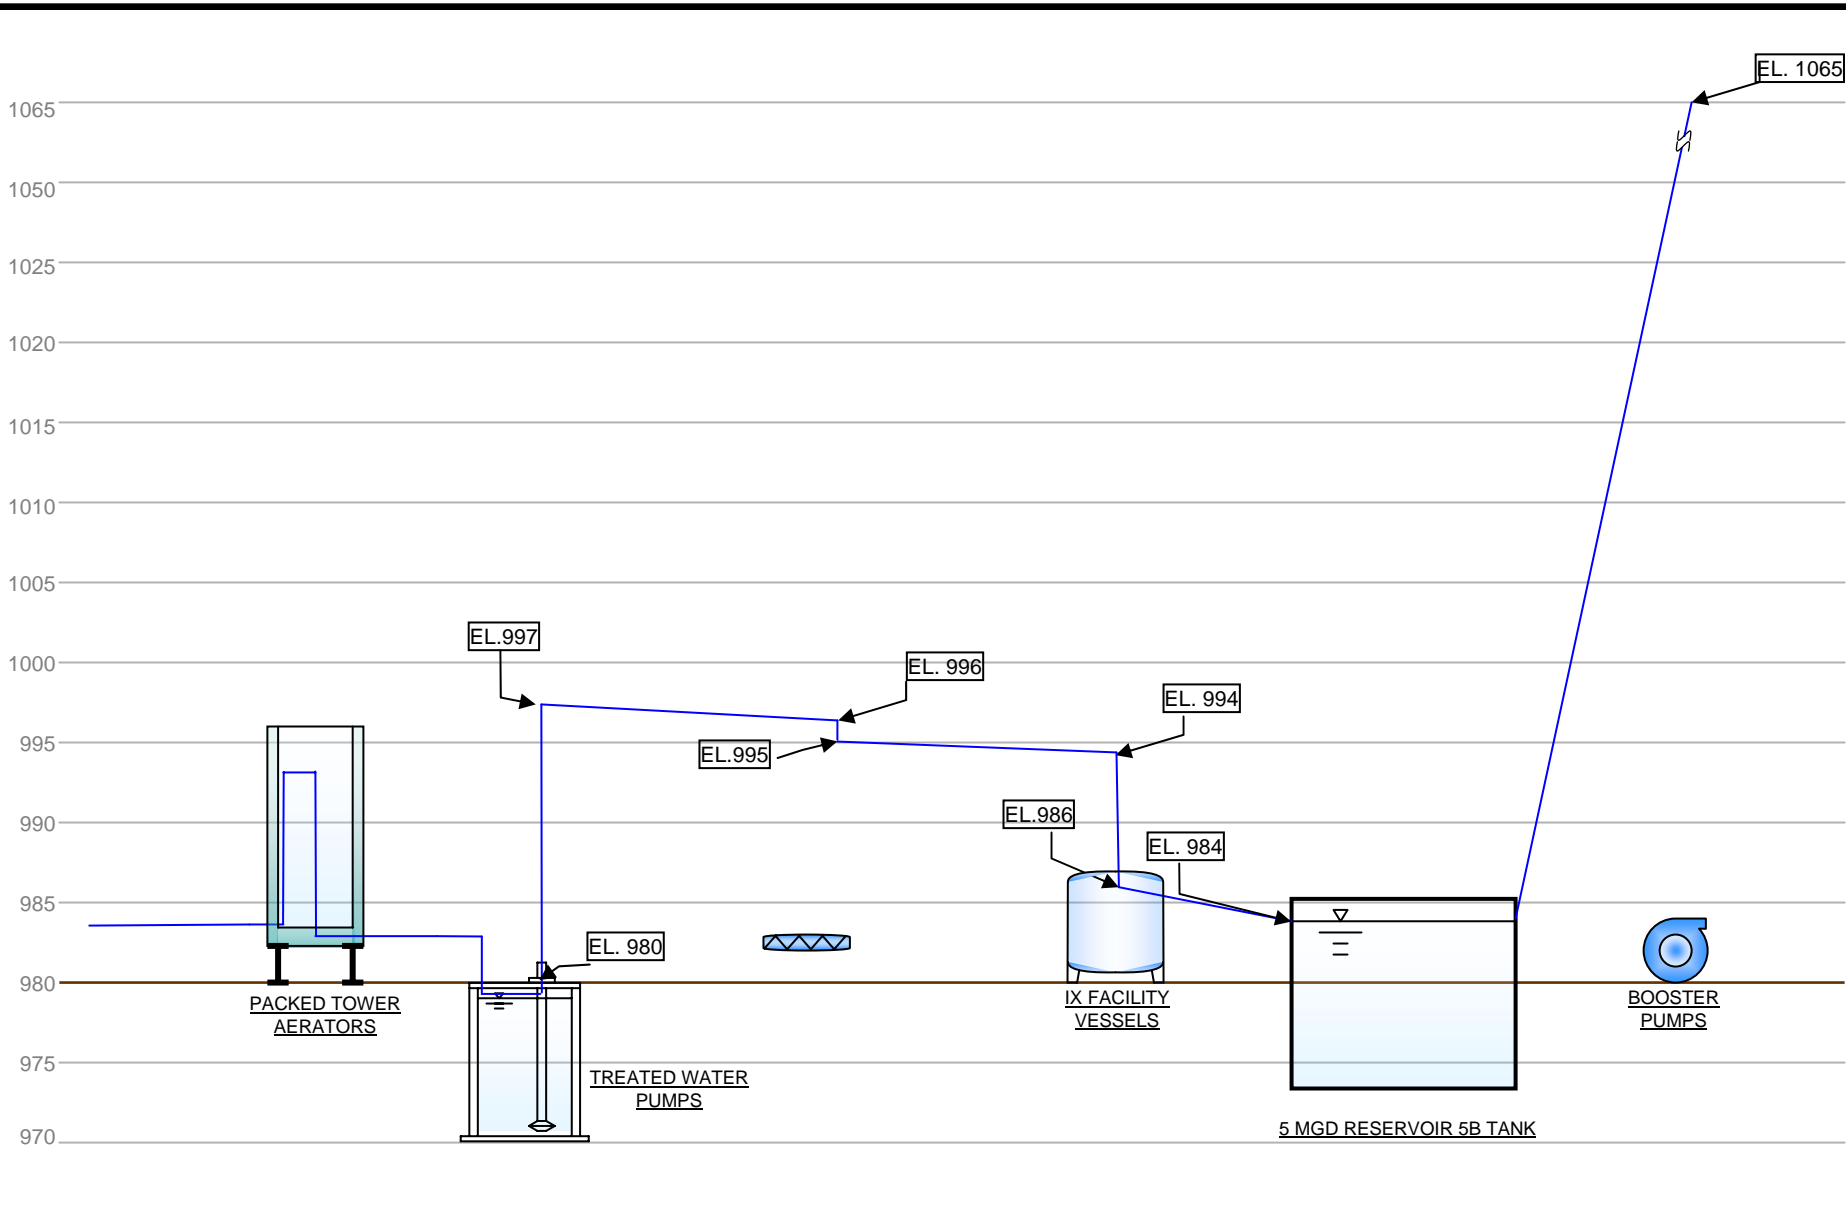 EL. 1065
1065
1050
1025
1020
1015
1010
1005
EL.997
1000
EL. 996
EL. 994
995
EL.995
990
EL.986
EL. 984
985
EL. 980
980
PACKED TOWER
AERATORS
IX FACILITY
VESSELS
BOOSTER
PUMPS
975
TREATED WATER
PUMPS
970
5 MGD RESERVOIR 5B TANK